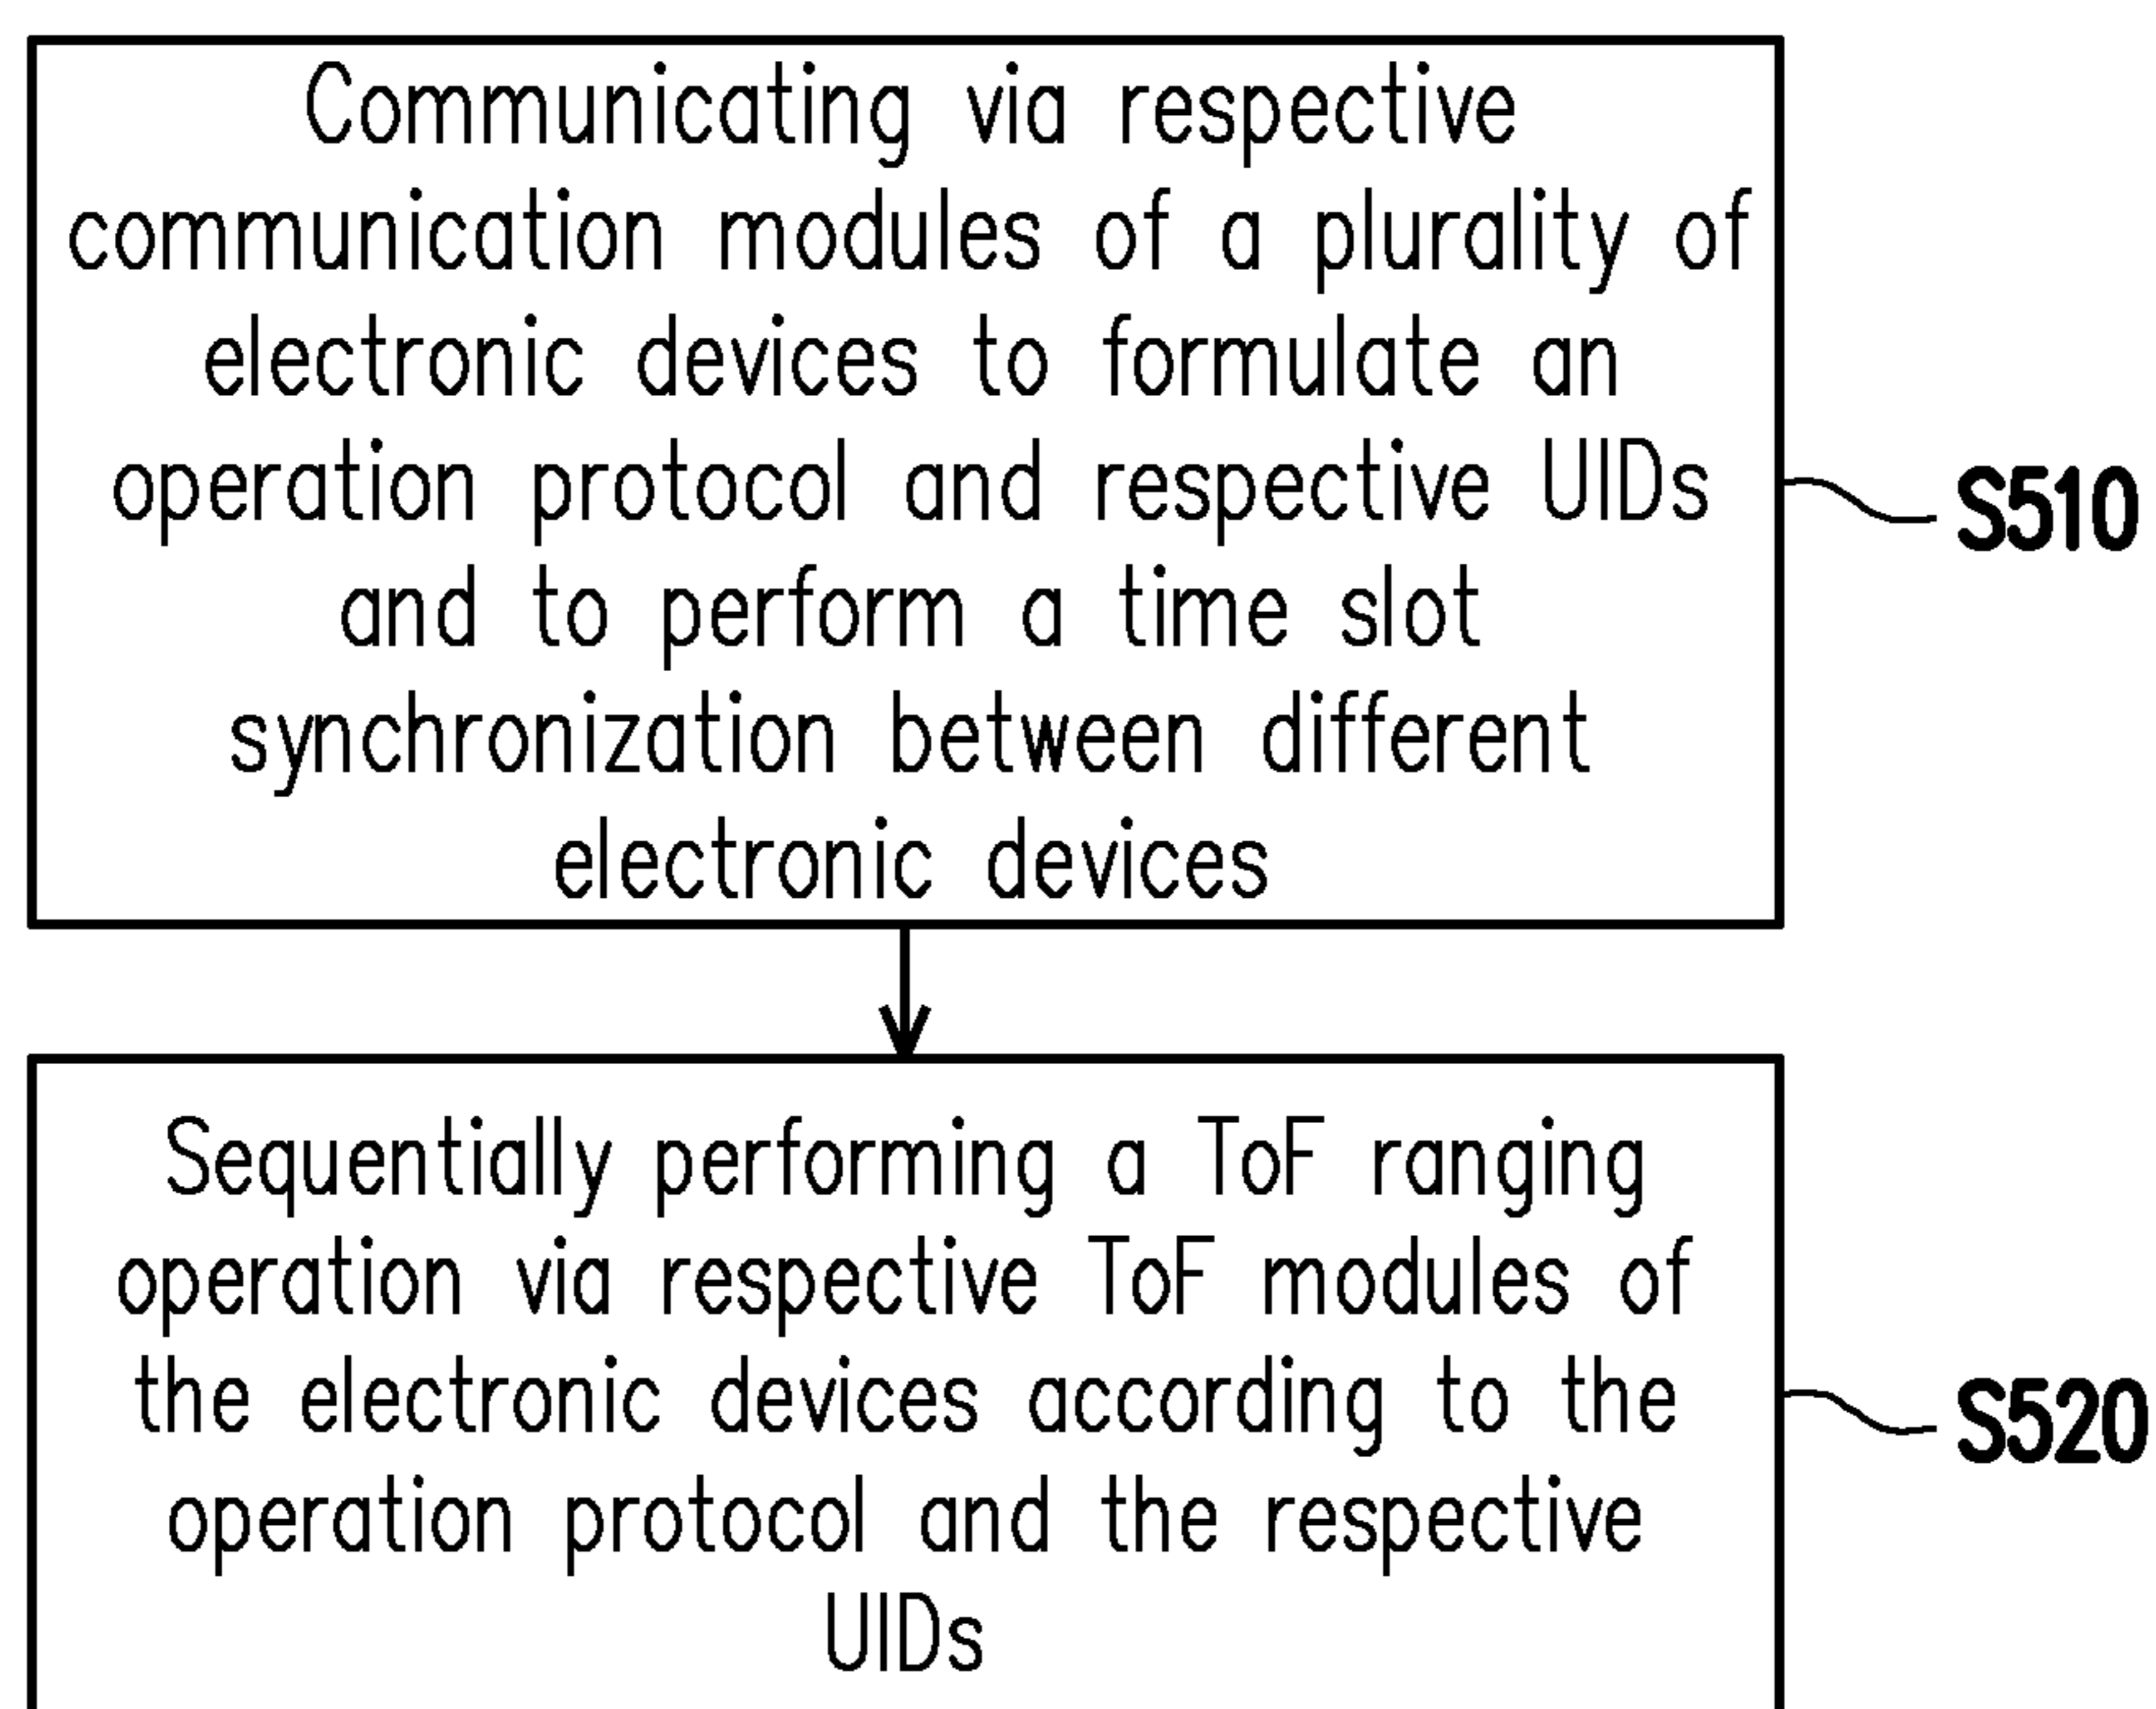 Communicating via respective
communication modules of a plurality of
electronic devices to formulate an
operation protocol and respective UIDs
and to perform a time slot
synchronization between different
electronic devices
S510
Sequentially performing a ToF ranging
operation via respective ToF modules of
the electronic devices according to the
operation protocol and the respective
UIDs
S520